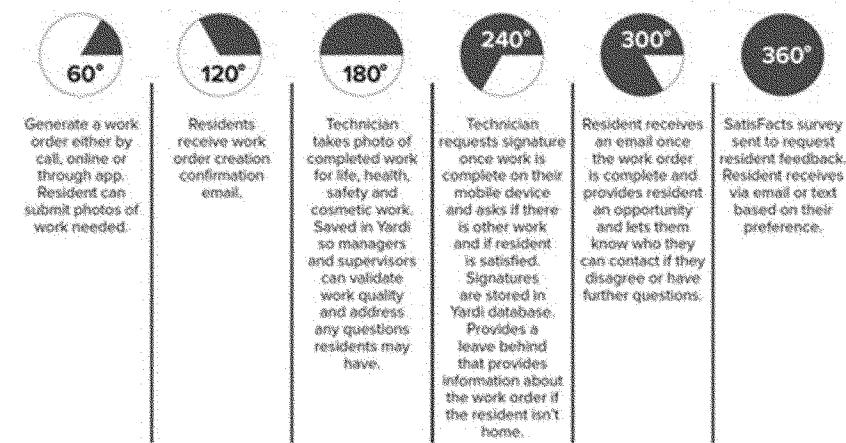 60°
Generate a work
order either by
call, online or
through app.
Resident can
submit photos of
work needed.
120°
Residents
receive work
order creation
confirmation
email.
180°
Technician
takes photo of
completed work
for life, health,
safety and
cosmetic work.
Saved in Yardi
so managers
and supervisors
can validate
work quality
and address
any questions
residents may
have.
240°
Technician
requests signature
once work is
complete on their
mobile device
and asks if there
is other work
and if resident
is satisfied.
Signatures
are stored in
Yardi database.
Provides a
leave behind
that provides
information about
the work order if
the resident isn't
home.
300°
Resident receives
an email once
the work order
is complete and
provides resident
an opportunity
and lets them
know who they
can contact if they
disagree or have
further questions.
360°
SatisFacts survey
sent to request
resident feedback.
Resident receives
via email or text
based on their
preference.